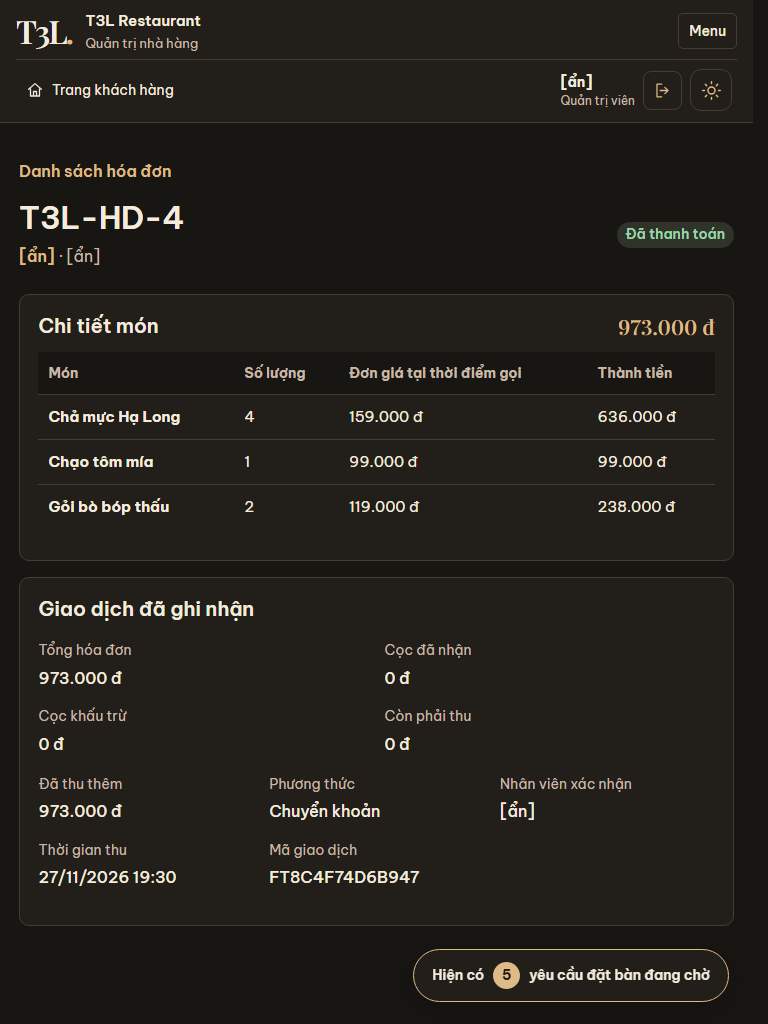 T3L.
T3L Restaurant
Quản trị nhà hàng
Menu
Trang khách hàng
[ẩn]
Quản trị viên
Danh sách hóa đơn
T3L-HD-4
[ẩn] · [ẩn]
Đã thanh toán
Chi tiết món
973.000 đ
Món Số lượng Đơn giá tại thời điểm gọi Thành tiền
Chả mực Hạ Long 4 159.000 đ 636.000 đ
Chạo tôm mía 1 99.000 đ 99.000 đ
Gỏi bò bóp thấu 2 119.000 đ 238.000 đ
Giao dịch đã ghi nhận
Tổng hóa đơn Cọc đã nhận
973.000 đ 0 đ
Cọc khấu trừ Còn phải thu
0 đ 0 đ
Đã thu thêm Phương thức Nhân viên xác nhận
973.000 đ Chuyển khoản [ẩn]
Thời gian thu Mã giao dịch
27/11/2026 19:30 FT8C4F74D6B947
Hiện có 5 yêu cầu đặt bàn đang chờ